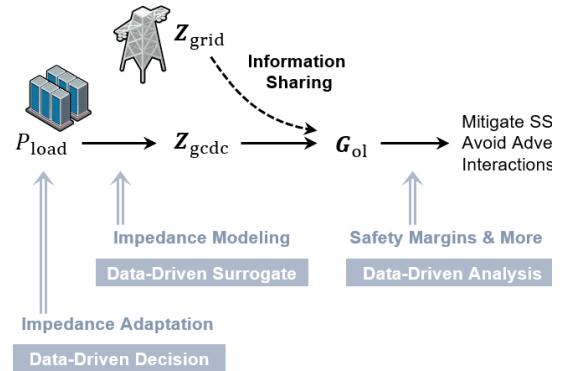 Z_grid
Information
Sharing
P_load
Z_gcdc
G_ol
Mitigate SS
Avoid Adve
Interactions
Impedance Modeling
Data-Driven Surrogate
Safety Margins & More
Data-Driven Analysis
Impedance Adaptation
Data-Driven Decision